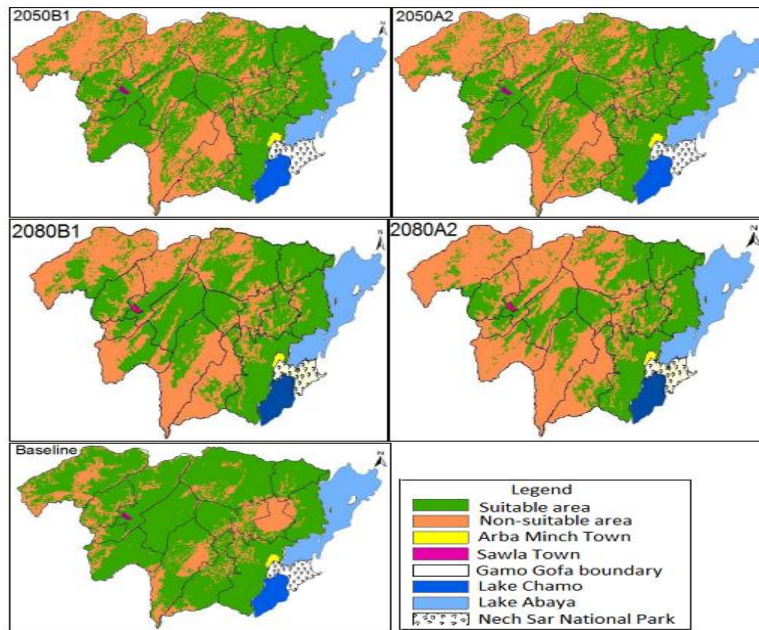 2050B1
N
2050A2
N
2080B1
N
2080A2
N
Baseline
N
Legend
Suitable area
Non-suitable area
Arba Minch Town
Sawla Town
Gamo Gofa boundary
Lake Chamo
Lake Abaya
Nech Sar National Park